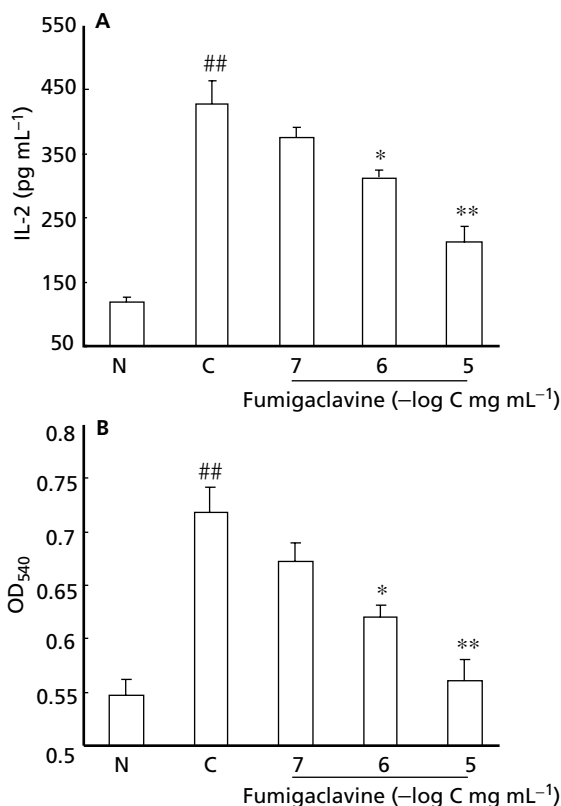 A
550
450
350
250
150
50
IL-2 (pg mL⁻¹)
##
*
**
N C 7 6 5
Fumigaclavine (–log C mg mL⁻¹)
B
0.8
0.75
0.7
0.65
0.6
0.55
0.5
OD₅₄₀
##
*
**
N C 7 6 5
Fumigaclavine (–log C mg mL⁻¹)